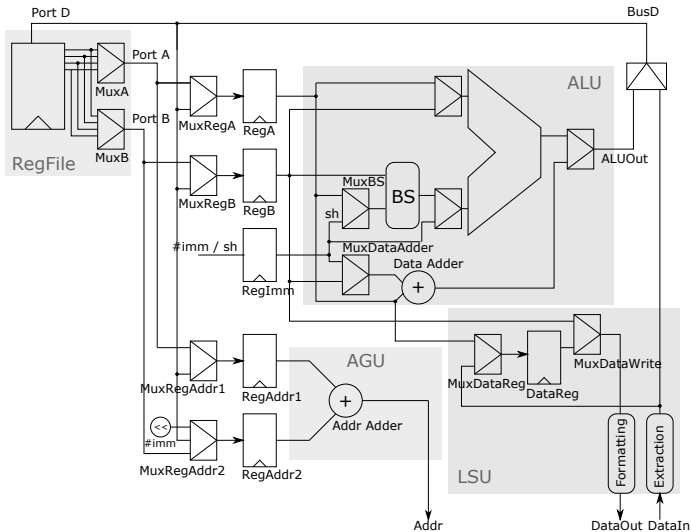 Port D
BusD
Port A
MuxA
Port B
MuxB
RegFile
MuxRegA
RegA
ALU
ALUOut
MuxRegB
RegB
MuxBS
BS
sh
#imm / sh
RegImm
MuxDataAdder
Data Adder
+
MuxRegAddr1
RegAddr1
AGU
+
Addr Adder
<<
#imm
MuxRegAddr2
RegAddr2
MuxDataReg
DataReg
MuxDataWrite
LSU
Formatting
Extraction
Addr
DataOut
DataIn